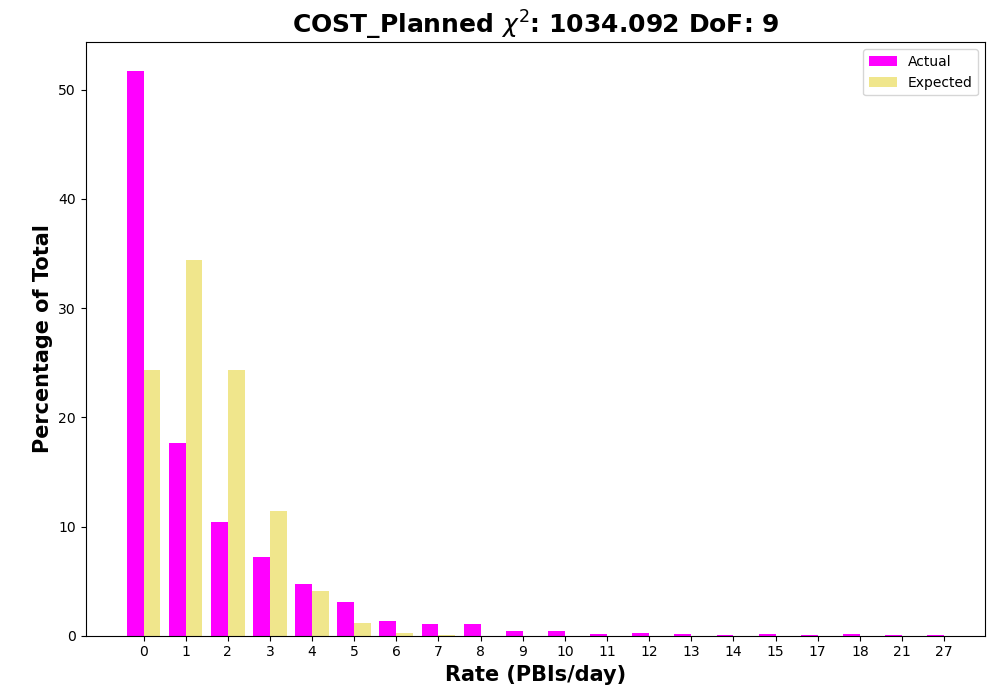 COST_Planned χ²: 1034.092 DoF: 9
Actual
Expected
Percentage of Total
50
40
30
20
10
0
0 1 2 3 4 5 6 7 8 9 10 11 12 13 14 15 17 18 21 27
Rate (PBIs/day)